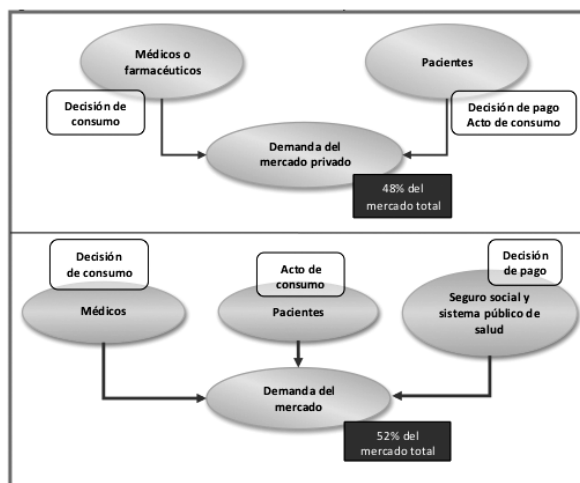 Médicos o
farmacéuticos
Pacientes
Decisión de
consumo
Decisión de pago
Acto de consumo
Demanda del
mercado privado
48% del
mercado total
Decisión
de consumo
Acto de
consumo
Decisión
de pago
Médicos
Pacientes
Seguro social y
sistema público de
salud
Demanda del
mercado
52% del
mercado total